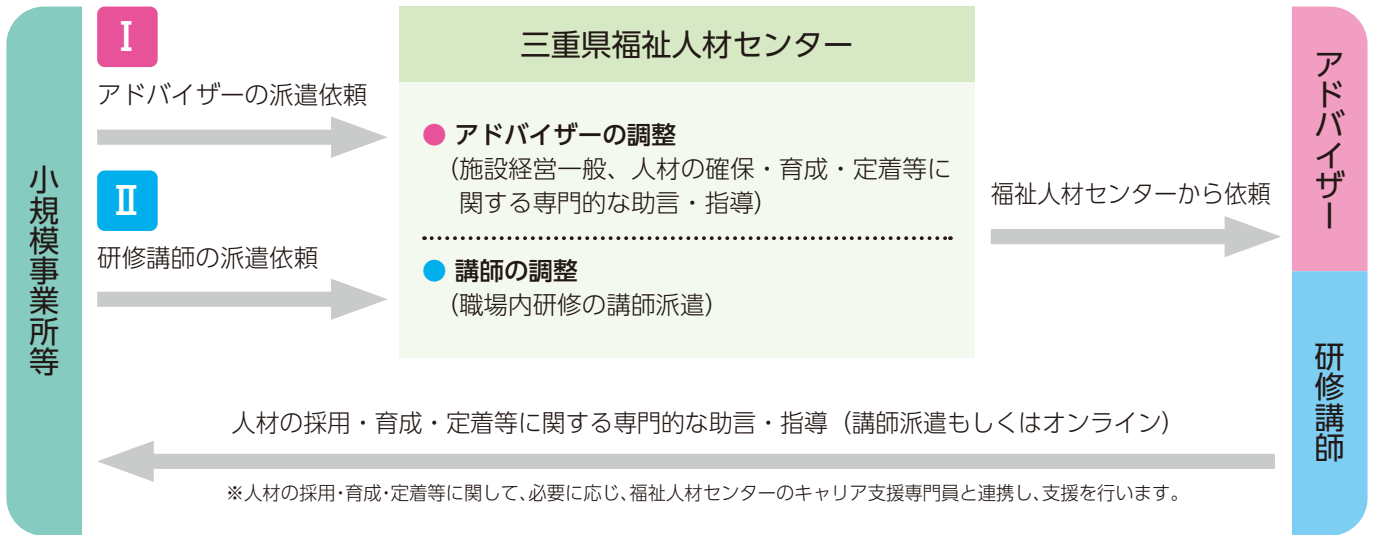 小規模事業所等
Ⅰ
アドバイザーの派遣依頼
Ⅱ
研修講師の派遣依頼
三重県福祉人材センター
● アドバイザーの調整
(施設経営一般、人材の確保・育成・定着等に
関する専門的な助言・指導)
● 講師の調整
(職場内研修の講師派遣)
福祉人材センターから依頼
アドバイザー
研修講師
人材の採用・育成・定着等に関する専門的な助言・指導（講師派遣もしくはオンライン）
※人材の採用・育成・定着等に関して、必要に応じ、福祉人材センターのキャリア支援専門員と連携し、支援を行います。